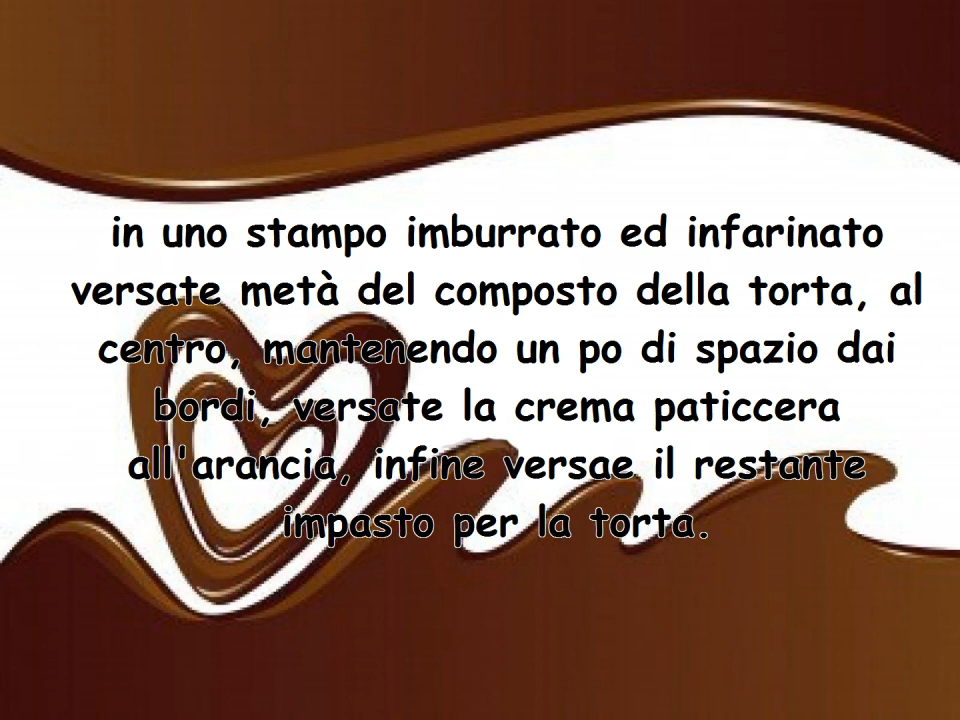 in uno stampo imburrato ed infarinato
versate metà del composto della torta, al
centro, mantenendo un po di spazio dai
bordi, versate la crema paticcera
all'arancia, infine versae il restante
impasto per la torta.